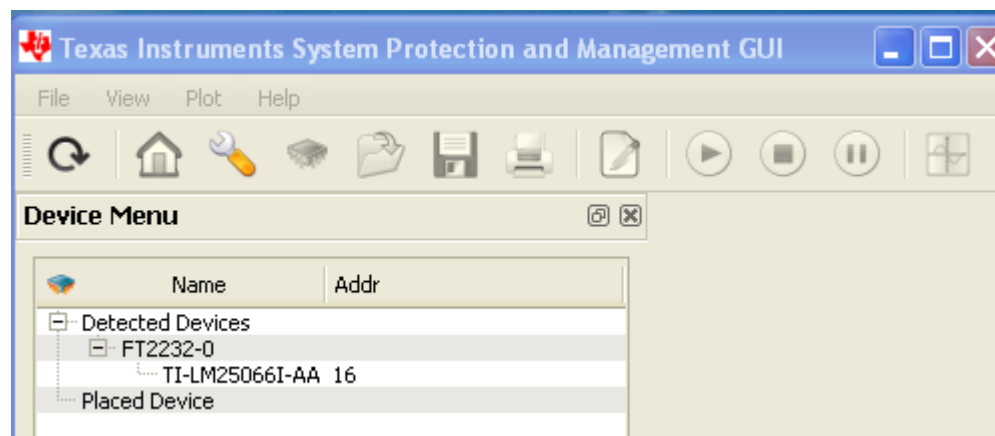 Texas Instruments System Protection and Management GUI
File View Plot Help
Device Menu
Name Addr
Detected Devices
FT2232-0
TI-LM25066I-AA 16
Placed Device